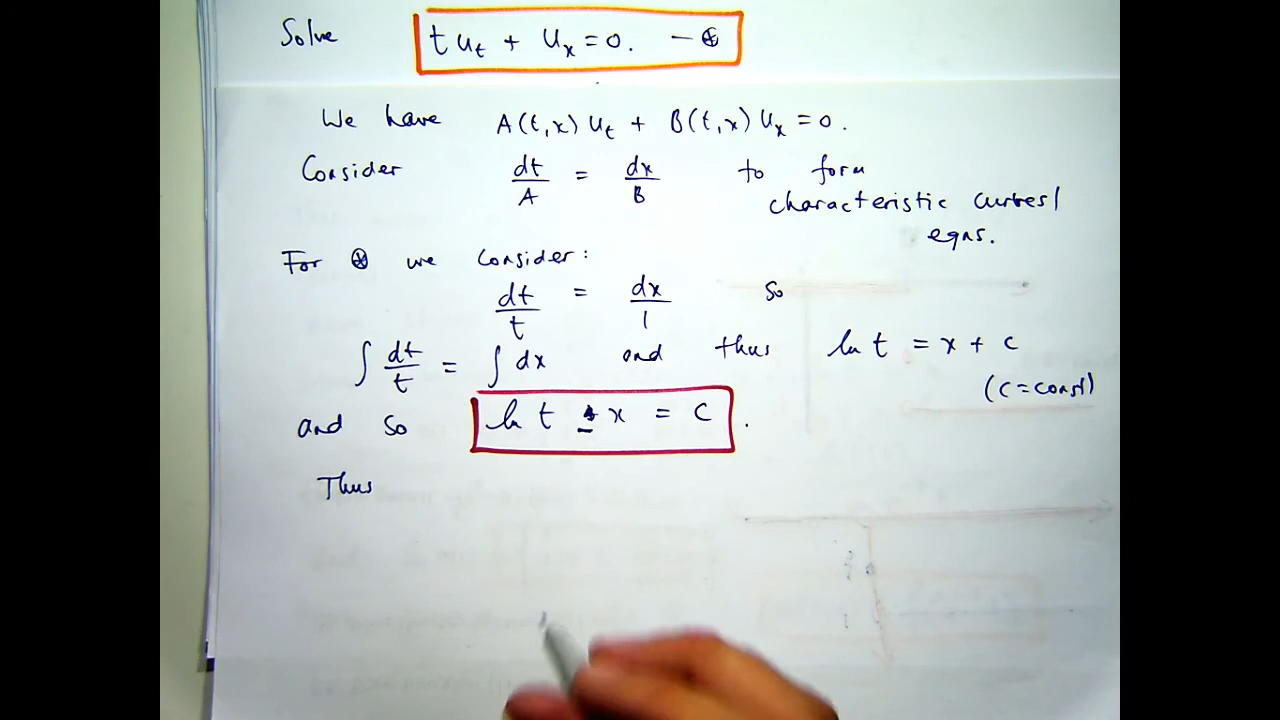 Solve t u_t + u_x = 0. — ⊛
We have A(t,x) u_t + B(t,x) u_x = 0.
Consider dt/A = dx/B to form
characteristic curves/
eqns.
For ⊛ we consider:
dt/t = dx/1 so
∫ dt/t = ∫ dx and thus ln t = x + c
(c = const)
and so ln t - x = c .
Thus